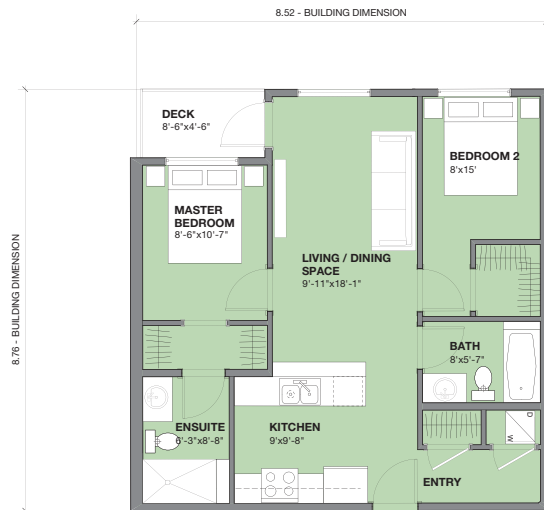 8.52 - BUILDING DIMENSION
8.76 - BUILDING DIMENSION
DECK
8'-6"x4'-6"
BEDROOM 2
8'x15'
MASTER
BEDROOM
8'-6"x10'-7"
LIVING / DINING
SPACE
9'-11"x18'-1"
BATH
8'x5'-7"
ENSUITE
6'-3"x8'-8"
KITCHEN
9'x9'-8"
D
W
ENTRY